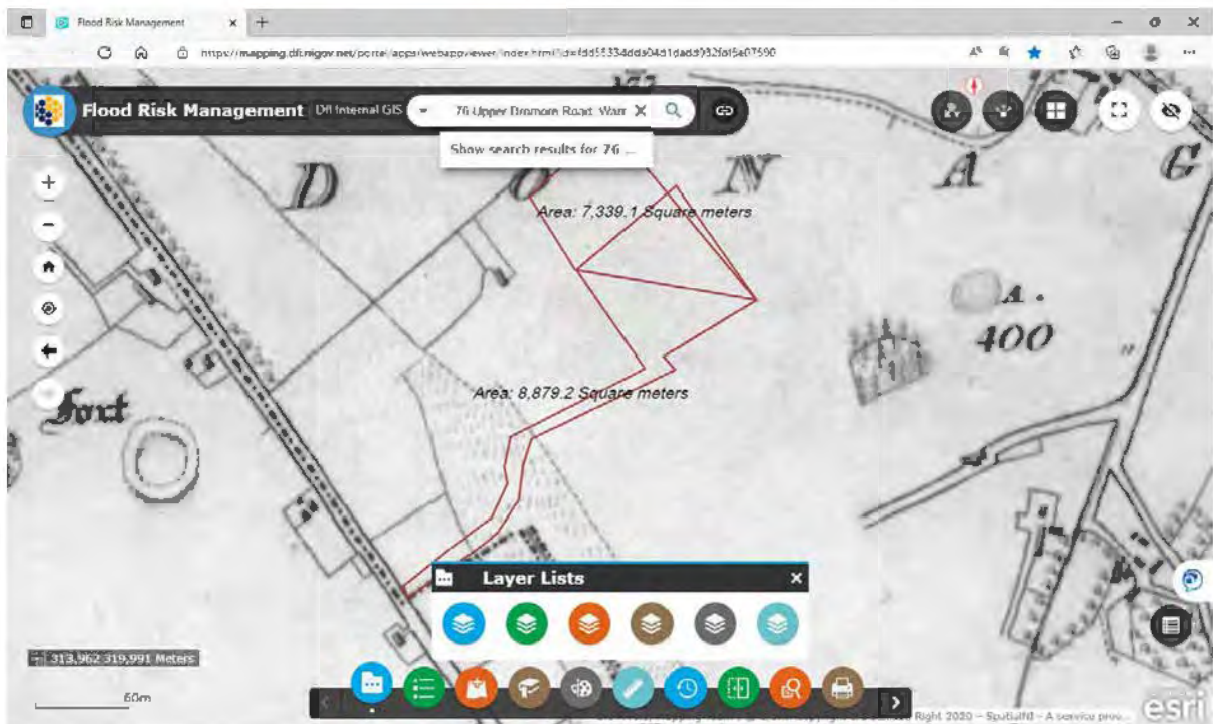 Flood Risk Management
Flood Risk Management Dfl Internal GIS 76 Upper Dromore Road, Warr
Show search results for 76 ...
D O N A G
Area: 7,339.1 Square meters
A.
400
Area: 8,879.2 Square meters
Fort
Layer Lists
313,962 319,991 Meters
60m
Right 2020 – SpatialNI – A service prov...
esri